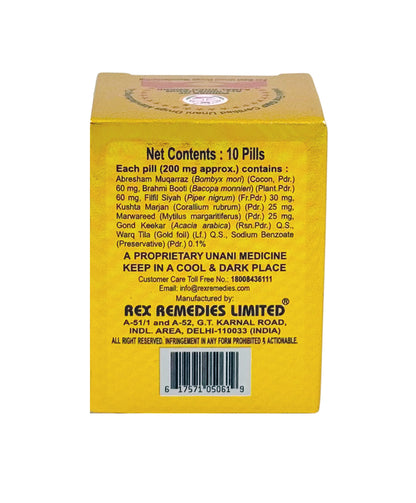 Net Contents : 10 Pills
Each pill (200 mg approx.) contains :
Abresham Muqarraz (Bombyx mori) (Cocon, Pdr.)
60 mg, Brahmi Booti (Bacopa monnieri) (Plant.Pdr.)
60 mg, Filfil Siyah (Piper nigrum) (Fr.Pdr.) 30 mg,
Kushta Marjan (Corallium rubrum) (Pdr.) 25 mg,
Marwareed (Mytilus margaritiferus) (Pdr.) 25 mg,
Gond Keekar (Acacia arabica) (Rsn.Pdr.) Q.S.,
Warq Tila (Gold foil) (Lf.) Q.S., Sodium Benzoate
(Preservative) (Pdr.) 0.1%
A PROPRIETARY UNANI MEDICINE
KEEP IN A COOL & DARK PLACE
Customer Care Toll Free No.: 18008436111
Email: info@rexremedies.com
Manufactured by:
REX REMEDIES LIMITED®
A-51/1 and A-52, G.T. KARNAL ROAD,
INDL. AREA, DELHI-110033 (INDIA)
ALL RIGHT RESERVED. INFRINGEMENT IN ANY FORM PROHIBITED & ACTIONABLE.
6 17571 05061 9